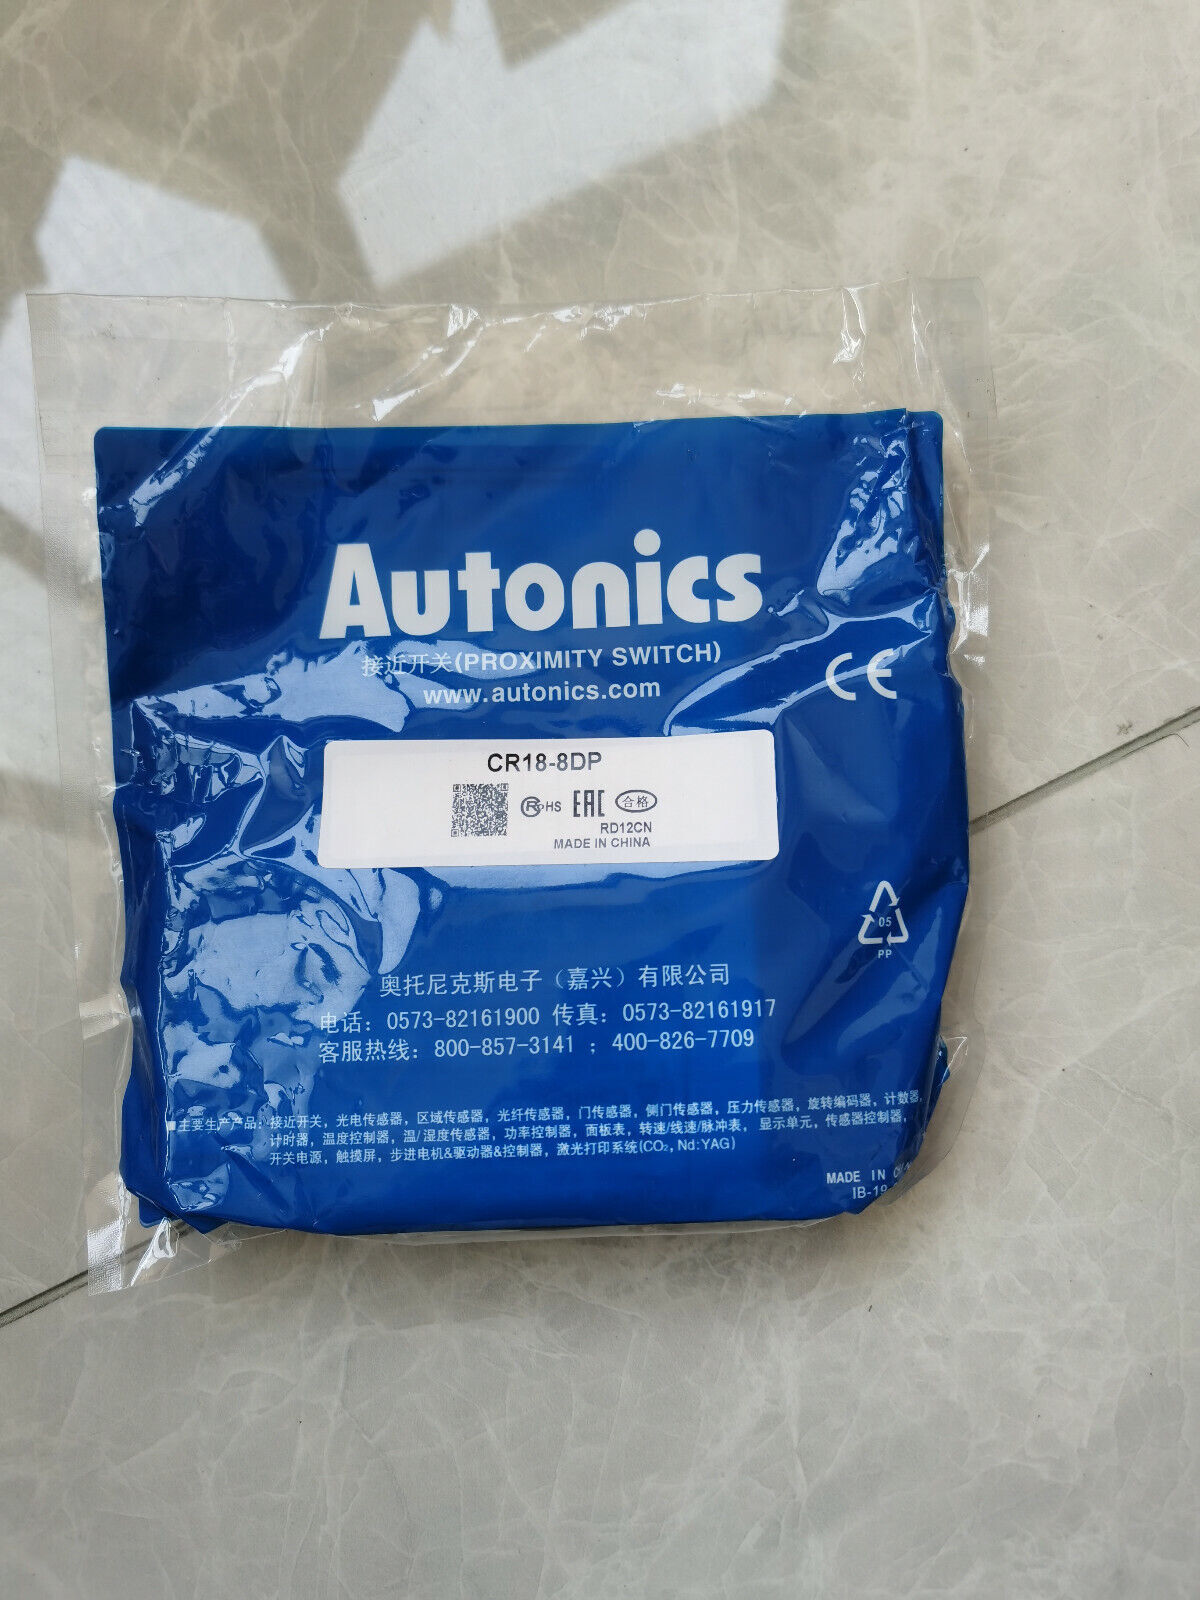 Autonics
接近开关(PROXIMITY SWITCH)
www.autonics.com
CE
CR18-8DP
RoHS EAC 合格
RD12CN
MADE IN CHINA
05
PP
奥托尼克斯电子（嘉兴）有限公司
电话：0573-82161900 传真：0573-82161917
客服热线：800-857-3141 ；400-826-7709
■主要生产产品：接近开关，光电传感器，区域传感器，光纤传感器，门传感器，侧门传感器，压力传感器，旋转编码器，计数器，
计时器，温度控制器，温/湿度传感器，功率控制器，面板表，转速/线速/脉冲表，显示单元，传感器控制器，
开关电源，触摸屏，步进电机&驱动器&控制器，激光打印系统(CO₂, Nd:YAG)
MADE IN